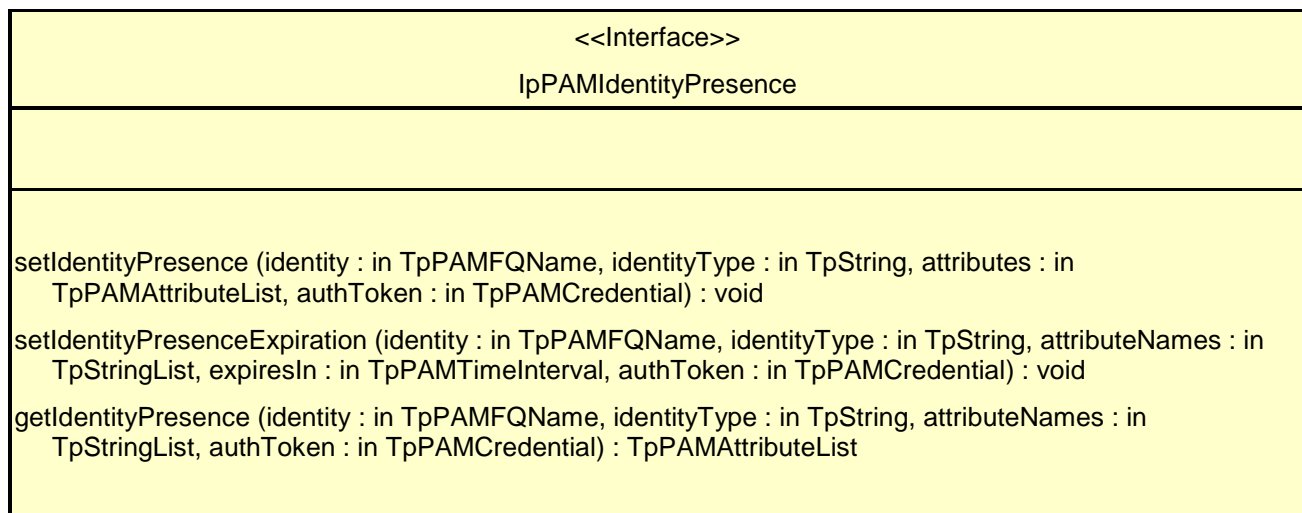 <<Interface>>
IpPAMIdentityPresence
setIdentityPresence (identity : in TpPAMFQName, identityType : in TpString, attributes : in
TpPAMAttributeList, authToken : in TpPAMCredential) : void
setIdentityPresenceExpiration (identity : in TpPAMFQName, identityType : in TpString, attributeNames : in
TpStringList, expiresIn : in TpPAMTimeInterval, authToken : in TpPAMCredential) : void
getIdentityPresence (identity : in TpPAMFQName, identityType : in TpString, attributeNames : in
TpStringList, authToken : in TpPAMCredential) : TpPAMAttributeList